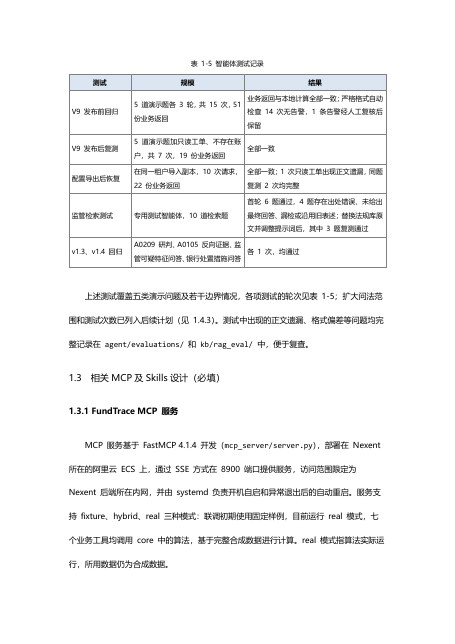 表 1-5 智能体测试记录
测试 规模 结果
V9 发布前回归
5 道演示题各 3 轮,共 15 次,51
份业务返回
业务返回与本地计算全部一致;严格格式自动
检查 14 次无告警,1 条告警经人工复核后
保留
V9 发布后复测
5 道演示题加只读工单、不存在账
户,共 7 次,19 份业务返回
全部一致
配置导出后恢复
在同一租户导入副本,10 次请求,
22 份业务返回
全部一致;1 次只读工单出现正文遗漏,同题
复测 2 次均完整
监管检索测试
专用测试智能体,10 道检索题
首轮 6 题通过,4 题存在出处错误、未给出
最终回答、漏检或沿用旧表述;替换法规库原
文并调整提示词后,其中 3 题复测通过
v1.3、v1.4 回归
A0209 研判、A0105 反向证据、监
管可疑特征问答、银行处置措施问答
各 1 次,均通过
上述测试覆盖五类演示问题及若干边界情况,各项测试的轮次见表 1-5;扩大问法范
围和测试次数已列入后续计划(见 1.4.3)。测试中出现的正文遗漏、格式偏差等问题均完
整记录在 agent/evaluations/ 和 kb/rag_eval/ 中,便于复查。
1.3 相关 MCP 及 Skills 设计(必填)
1.3.1 FundTrace MCP 服务
MCP 服务基于 FastMCP 4.1.4 开发(mcp_server/server.py),部署在 Nexent
所在的阿里云 ECS 上,通过 SSE 方式在 8900 端口提供服务,访问范围限定为
Nexent 后端所在内网,并由 systemd 负责开机自启和异常退出后的自动重启。服务支
持 fixture、hybrid、real 三种模式:联调初期使用固定样例,目前运行 real 模式,七
个业务工具均调用 core 中的算法,基于完整合成数据进行计算。real 模式指算法实际运
行,所用数据仍为合成数据。